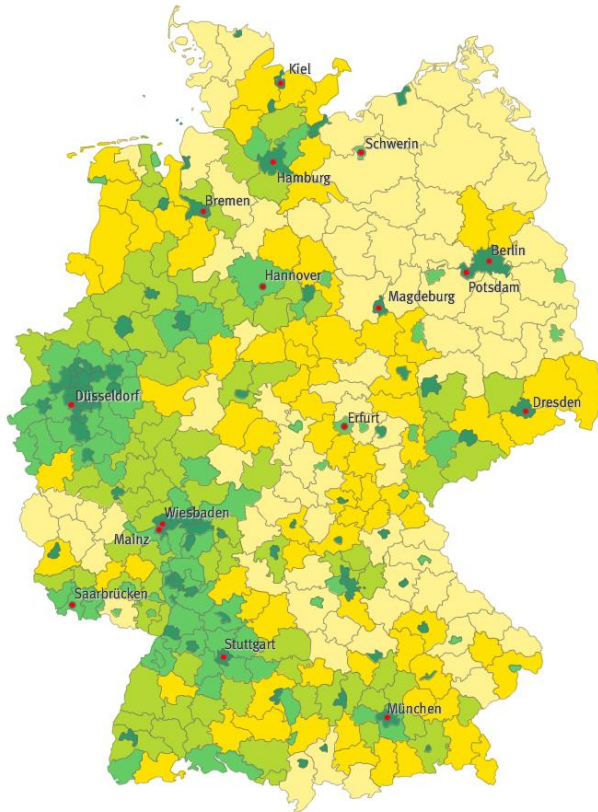 Kiel
Schwerin
Hamburg
Bremen
Berlin
Hannover
Potsdam
Magdeburg
Düsseldorf
Dresden
Erfurt
Wiesbaden
Mainz
Saarbrücken
Stuttgart
München